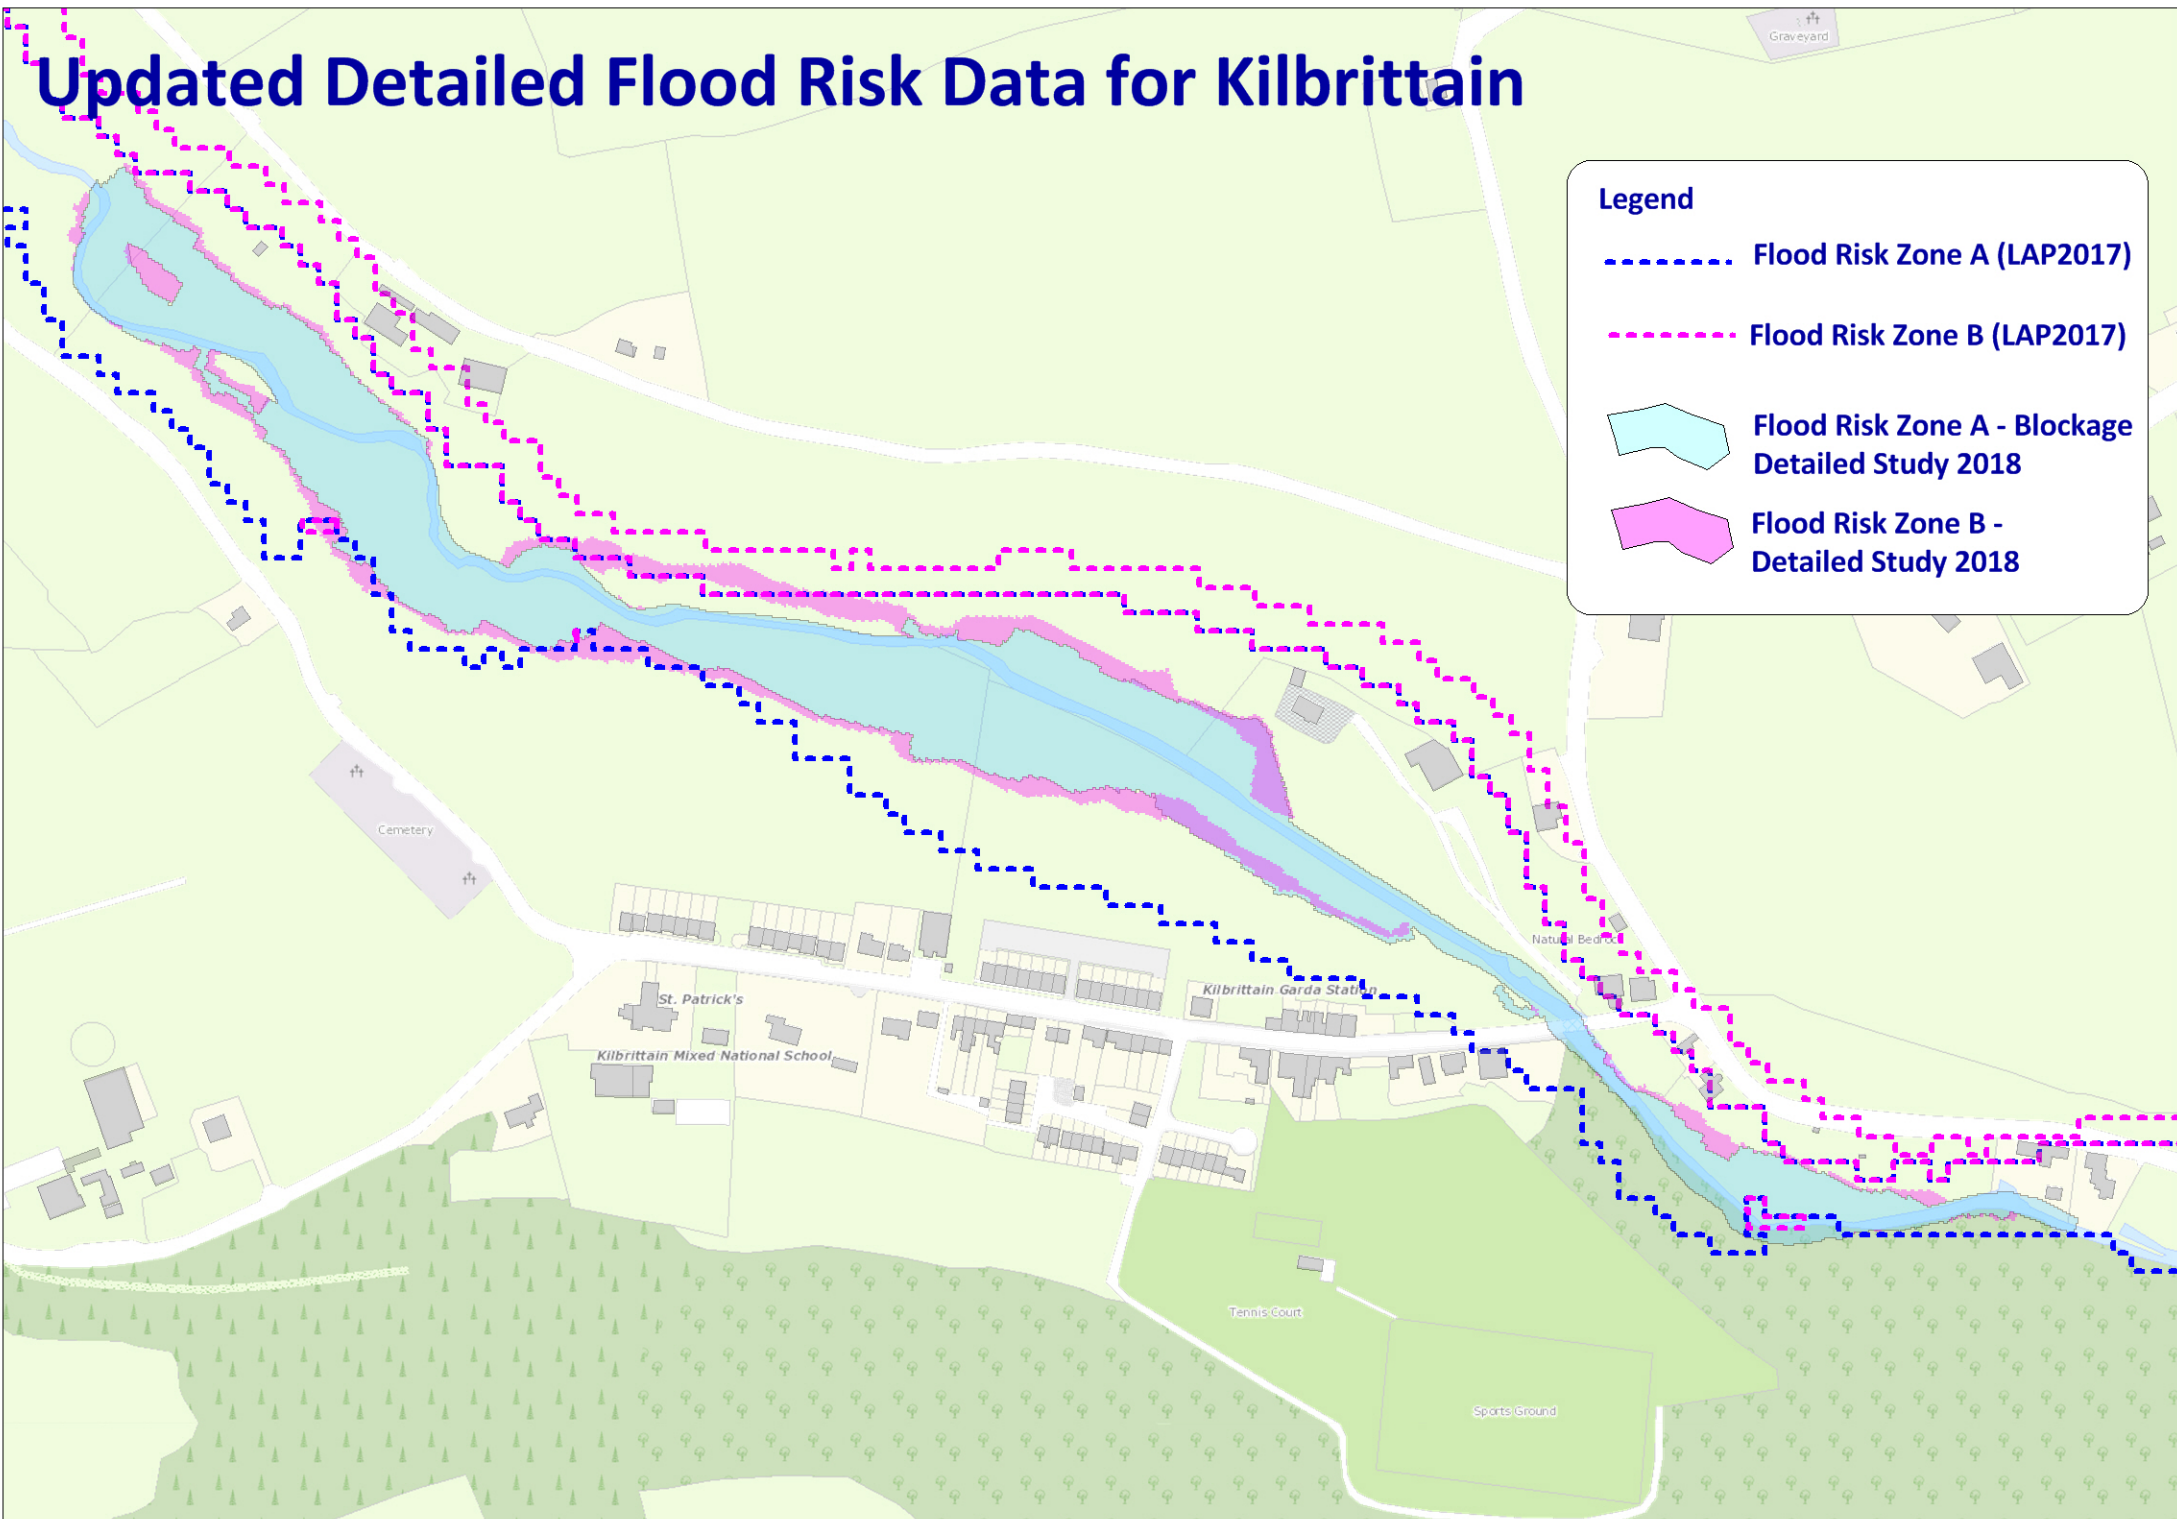 Graveyard
Updated Detailed Flood Risk Data for Kilbrittain
Legend
Flood Risk Zone A (LAP2017)
Flood Risk Zone B (LAP2017)
Flood Risk Zone A - Blockage
Detailed Study 2018
Flood Risk Zone B -
Detailed Study 2018
Cemetery
Natural Bedroc
St. Patrick's
Kilbrittain Garda Station
Kilbrittain Mixed National School
Tennis Court
Sports Ground